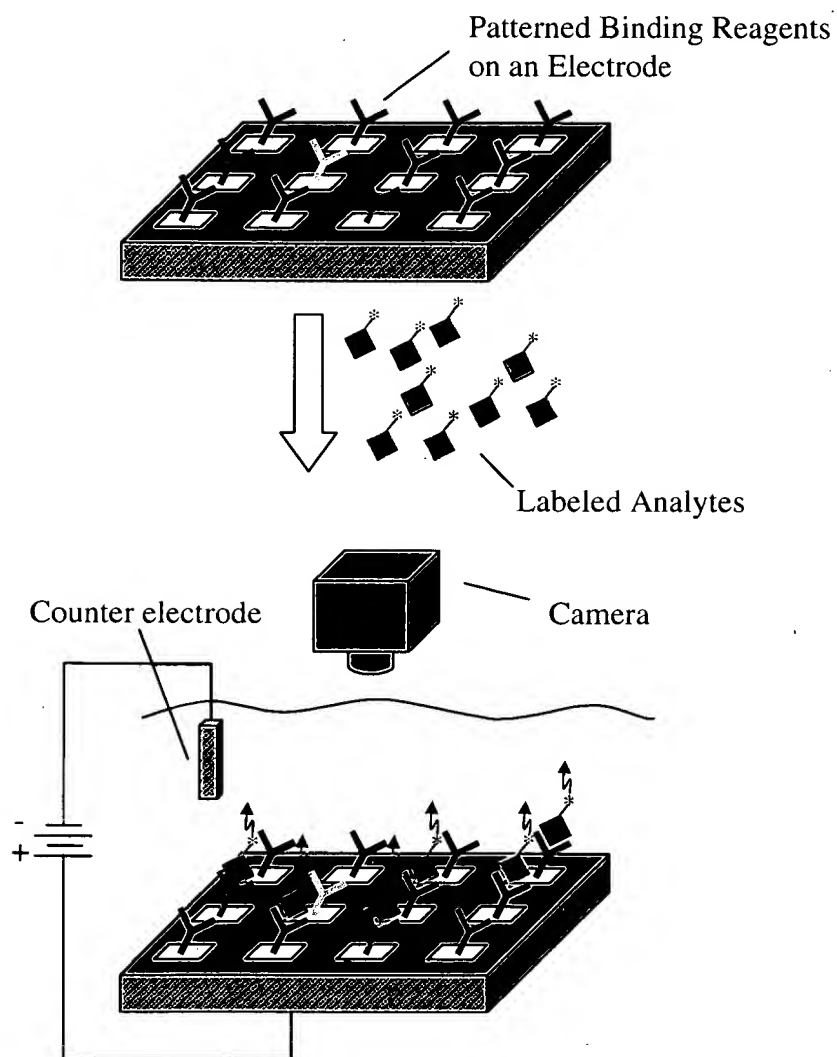 Patterned Binding Reagents
on an Electrode
Labeled Analytes
Counter electrode
Camera
-
+